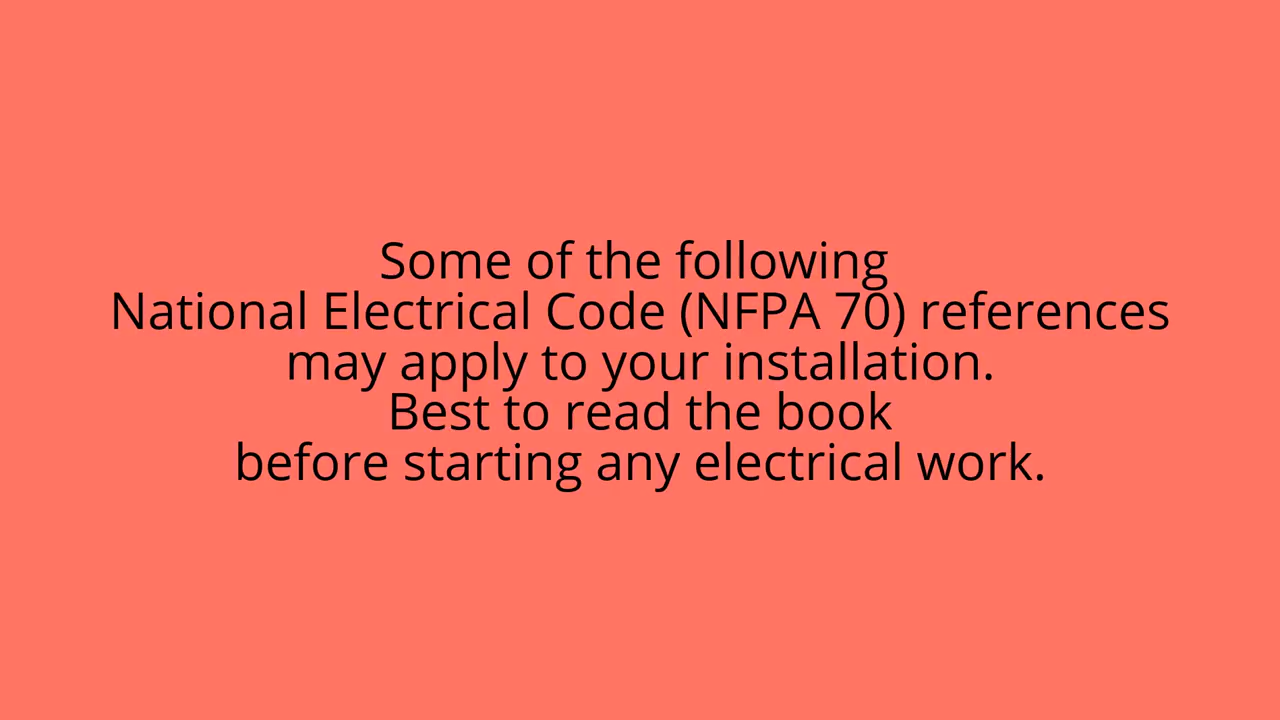 Some of the following
National Electrical Code (NFPA 70) references
may apply to your installation.
Best to read the book
before starting any electrical work.